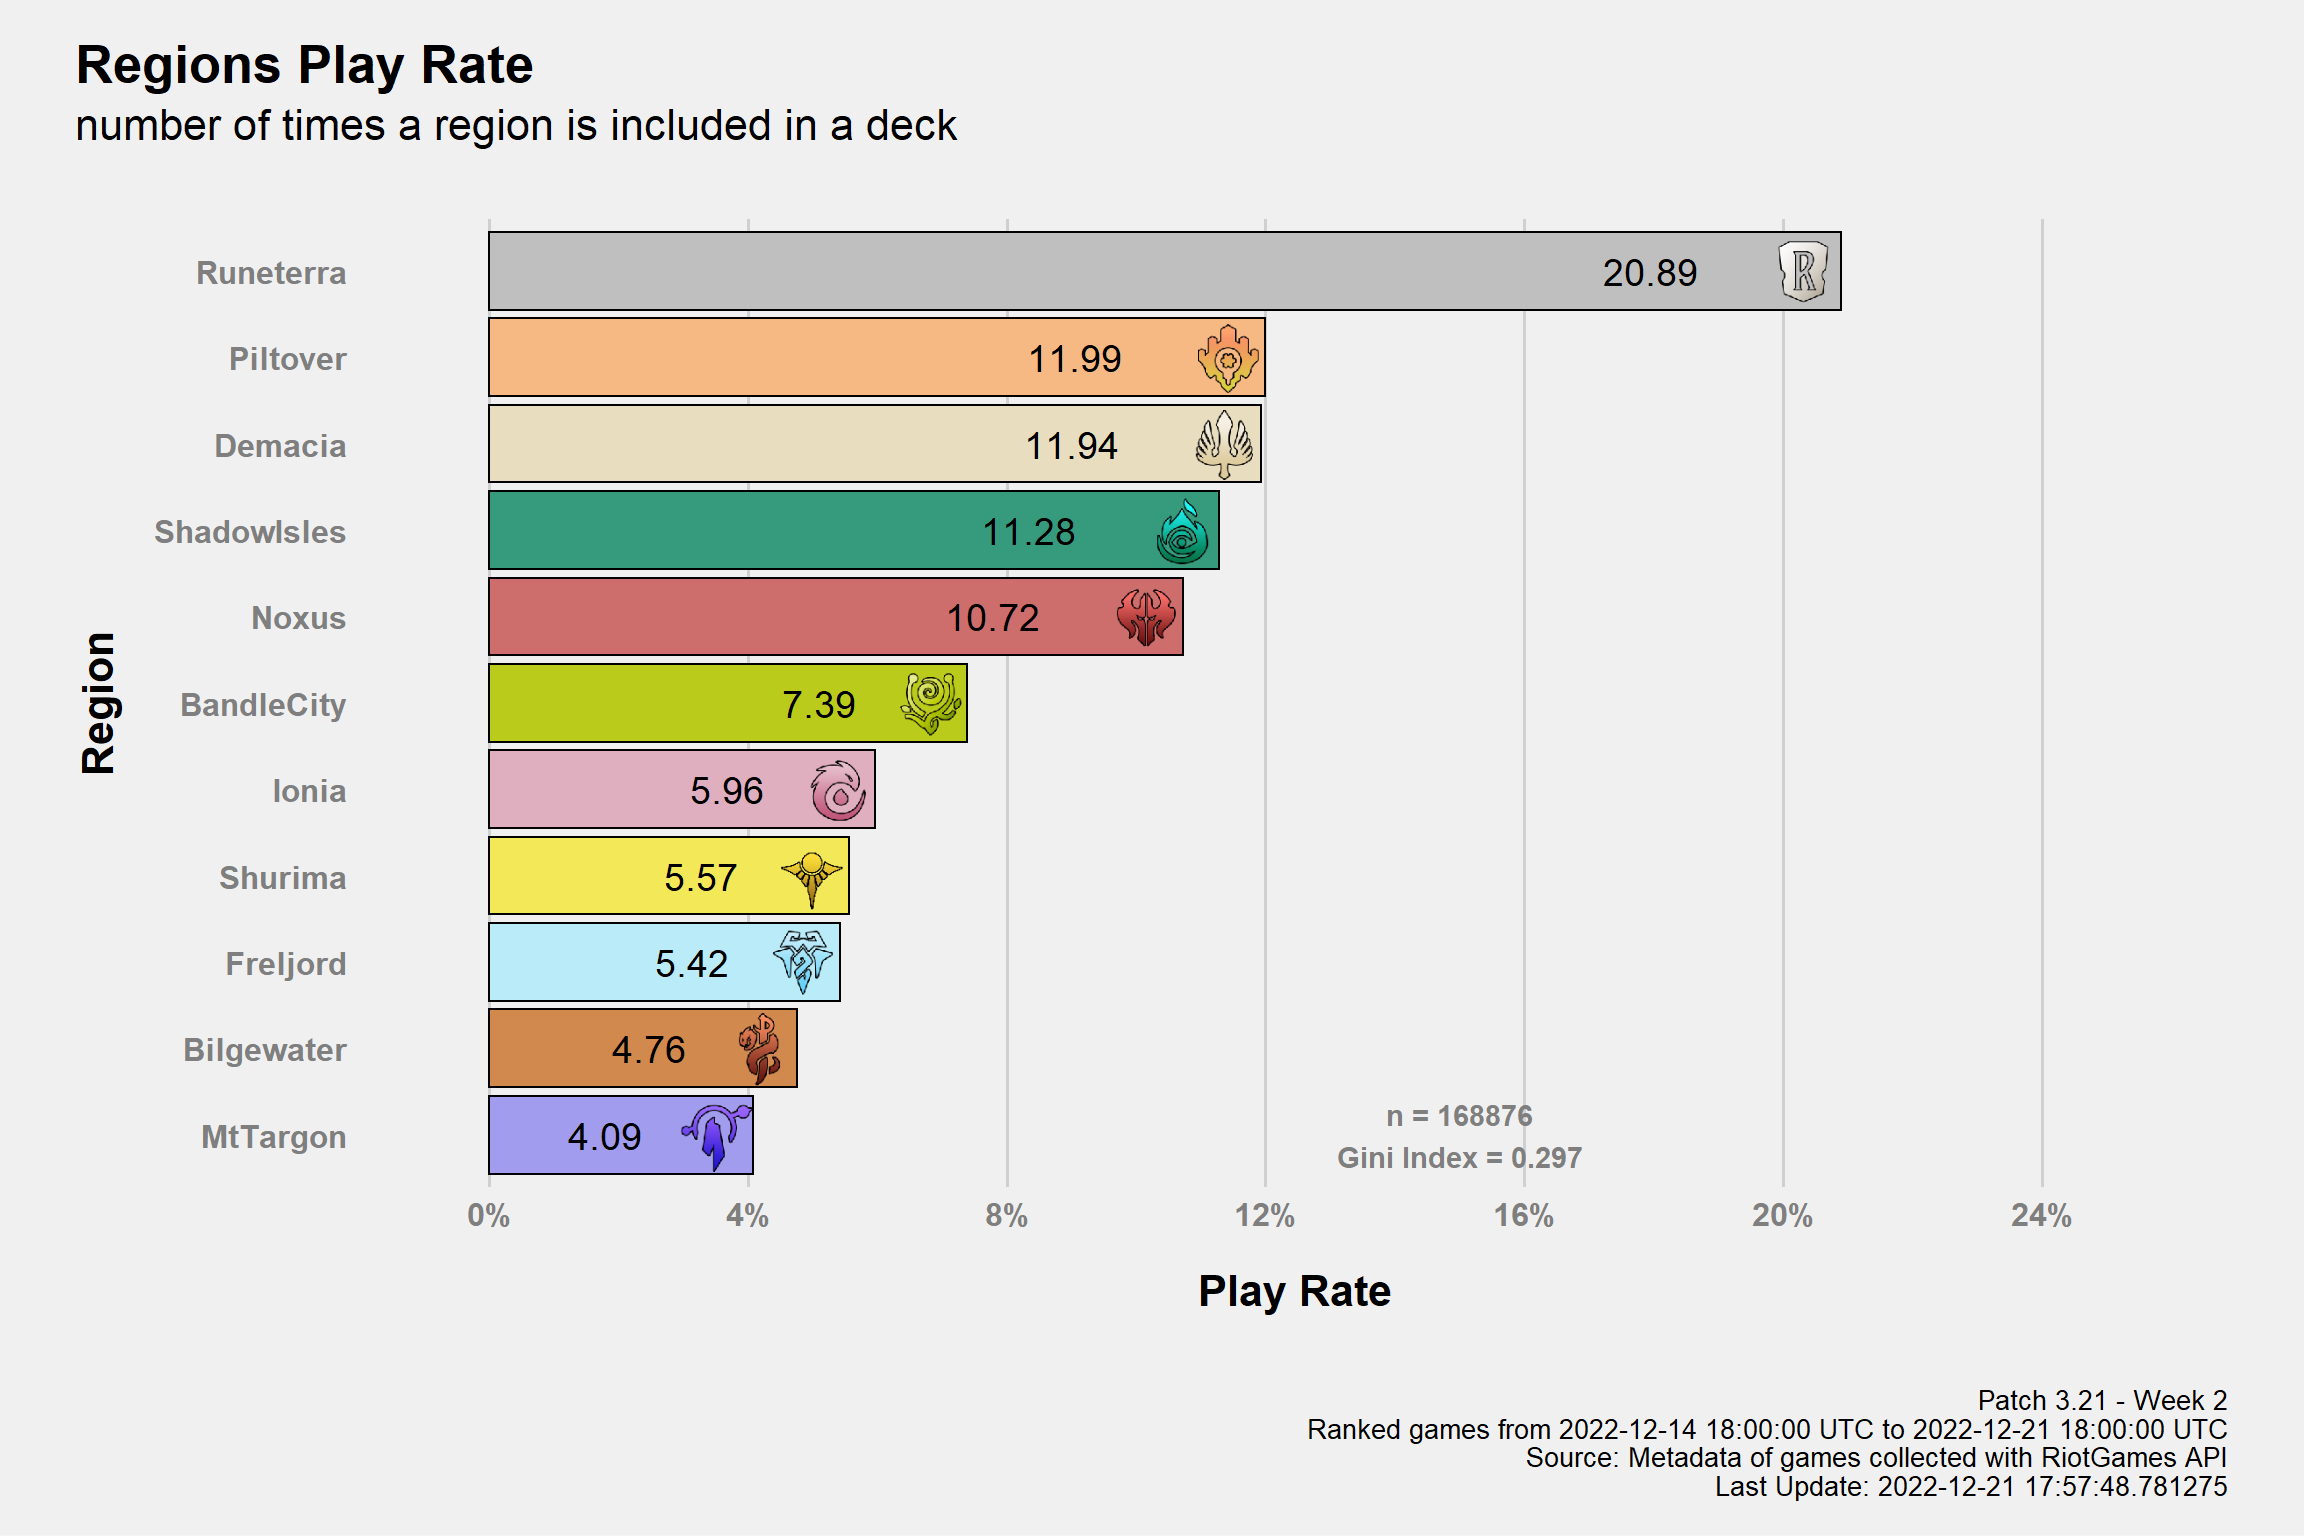 Regions Play Rate
number of times a region is included in a deck
Region
Runeterra 20.89 R
Piltover 11.99
Demacia 11.94
ShadowIsles 11.28
Noxus 10.72
BandleCity 7.39
Ionia 5.96
Shurima 5.57
Freljord 5.42
Bilgewater 4.76
MtTargon 4.09
n = 168876
Gini Index = 0.297
0% 4% 8% 12% 16% 20% 24%
Play Rate
Patch 3.21 - Week 2
Ranked games from 2022-12-14 18:00:00 UTC to 2022-12-21 18:00:00 UTC
Source: Metadata of games collected with RiotGames API
Last Update: 2022-12-21 17:57:48.781275